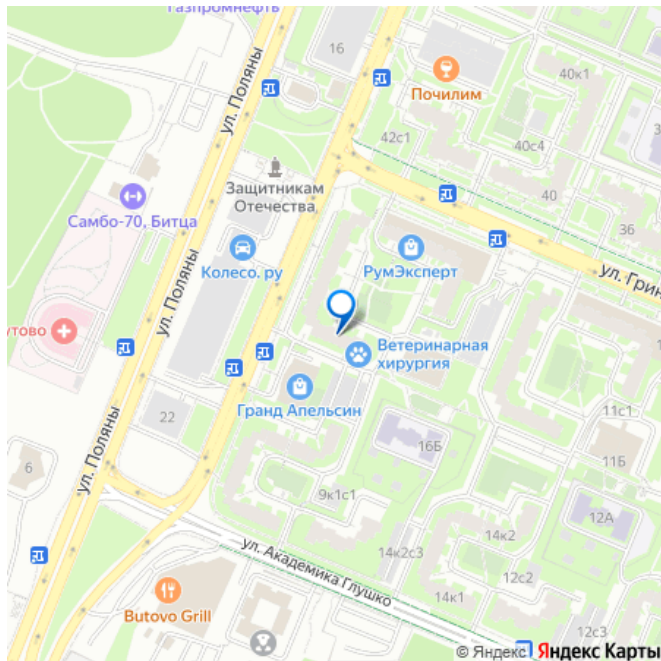 Газпромнефть
16
ул. Поляны
40к1
Почилим
42с1
40с4
Защитникам
Отечества
40
36
Самбо-70, Битца
Колесо. ру
РумЭксперт
ул. Грин
ул. Поляны
утово
Ветеринарная
хирургия
Гранд Апельсин
22
11с1
16Б
11Б
ул. Поляны
6
9к1с1
12А
14к2
ул. Академика Глушко
14к2с3
12с2
14к1
Butovo Grill
12с3
© Яндекс Яндекс Карты